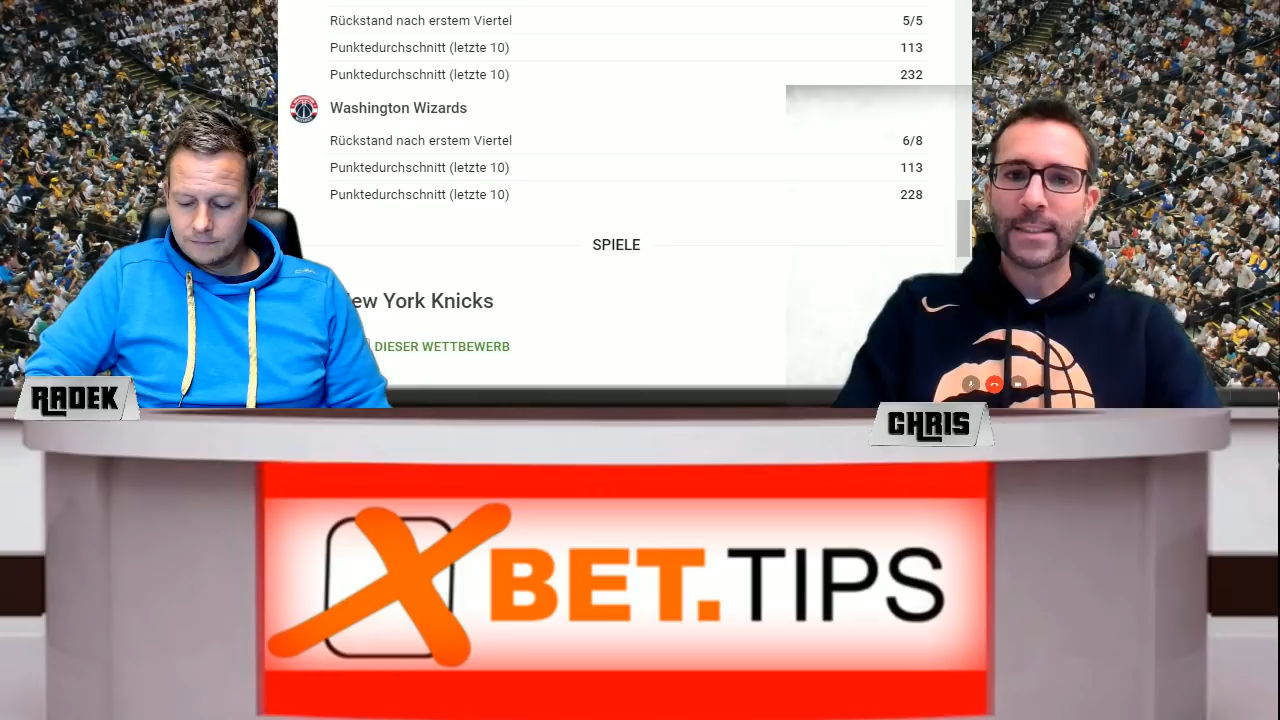 Rückstand nach erstem Viertel 5/5
Punktedurchschnitt (letzte 10) 113
Punktedurchschnitt (letzte 10) 232
Washington Wizards
Rückstand nach erstem Viertel 6/8
Punktedurchschnitt (letzte 10) 113
Punktedurchschnitt (letzte 10) 228
SPIELE
ew York Knicks
DIESER WETTBEWERB
RADEK
CHRIS
BET.TIPS